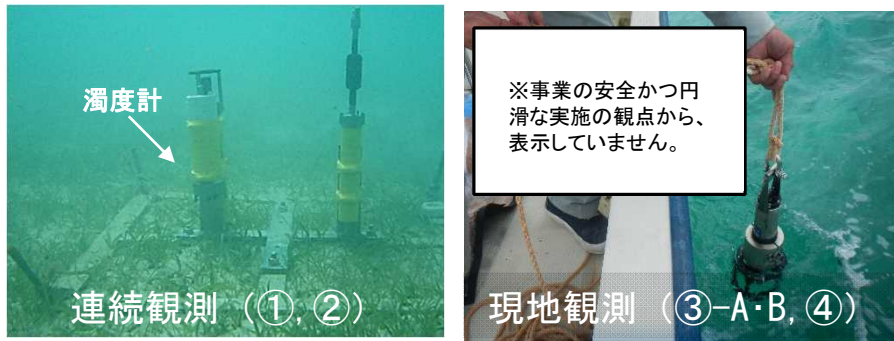 濁度計
連続観測（①,②）
※事業の安全かつ円
滑な実施の観点から、
表示していません。
現地観測（③-A･B,④）